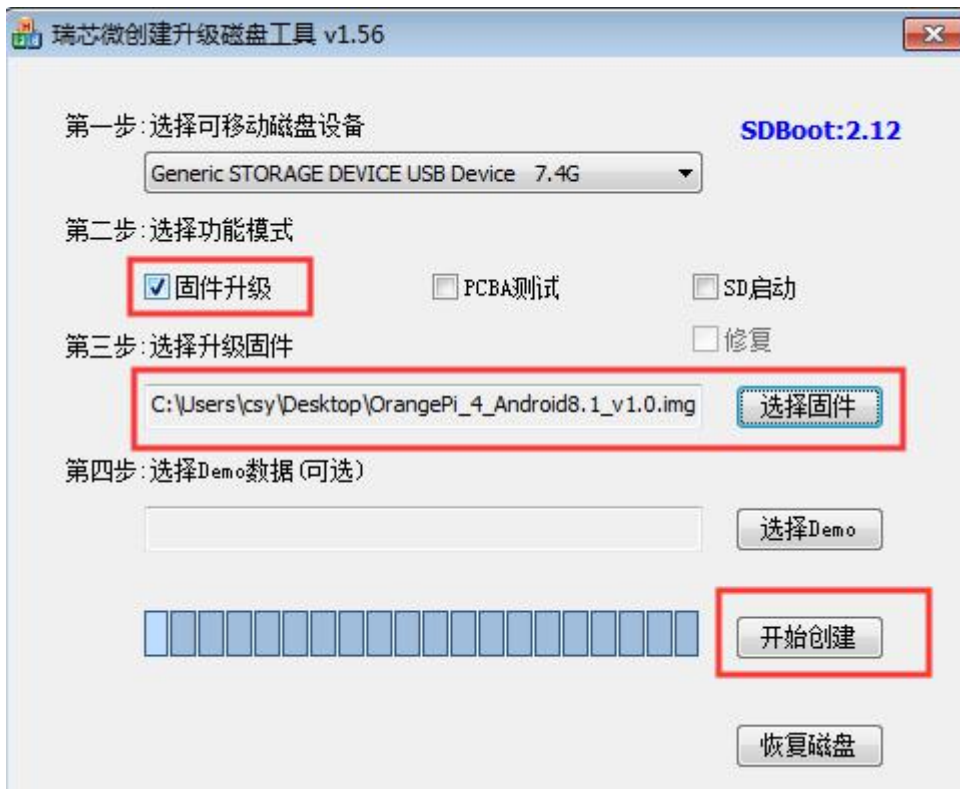 瑞芯微创建升级磁盘工具 v1.56
第一步:选择可移动磁盘设备
SDBoot:2.12
Generic STORAGE DEVICE USB Device 7.4G
第二步:选择功能模式
固件升级
PCBA测试
SD启动
第三步:选择升级固件
修复
C:\Users\csy\Desktop\OrangePi_4_Android8.1_v1.0.img
选择固件
第四步:选择Demo数据(可选)
选择Demo
开始创建
恢复磁盘